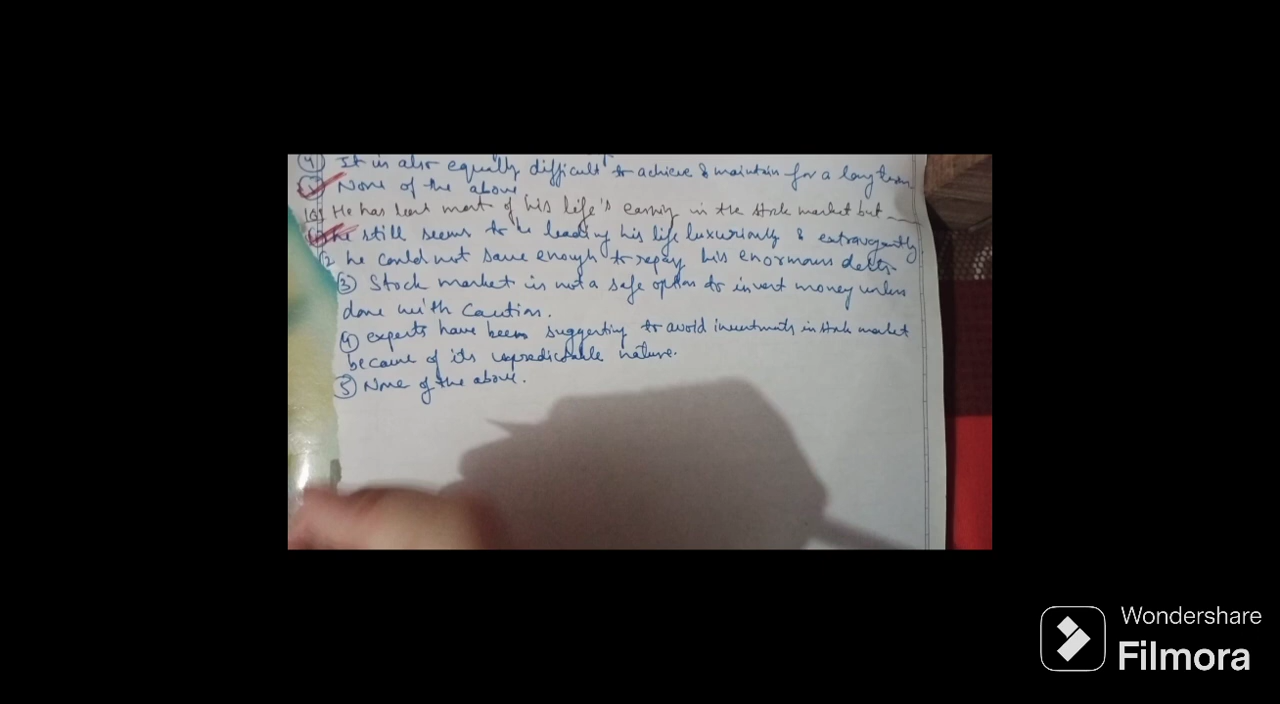 (4) It is also equally difficult to achieve & maintain for a long term
None of the above
10) He has lost most of his life's earning in the stok market but ____
(1) he still seems to be leading his life luxuriously & extravagantly
(2 he could not save enough to repay his enormous debts
(3) Stock market is not a safe option to invest money unless
done with Caution.
(4) experts have been suggesting to avoid investments in stok market
because of its unpredictable nature.
(5) None of the above.
Wondershare
Filmora